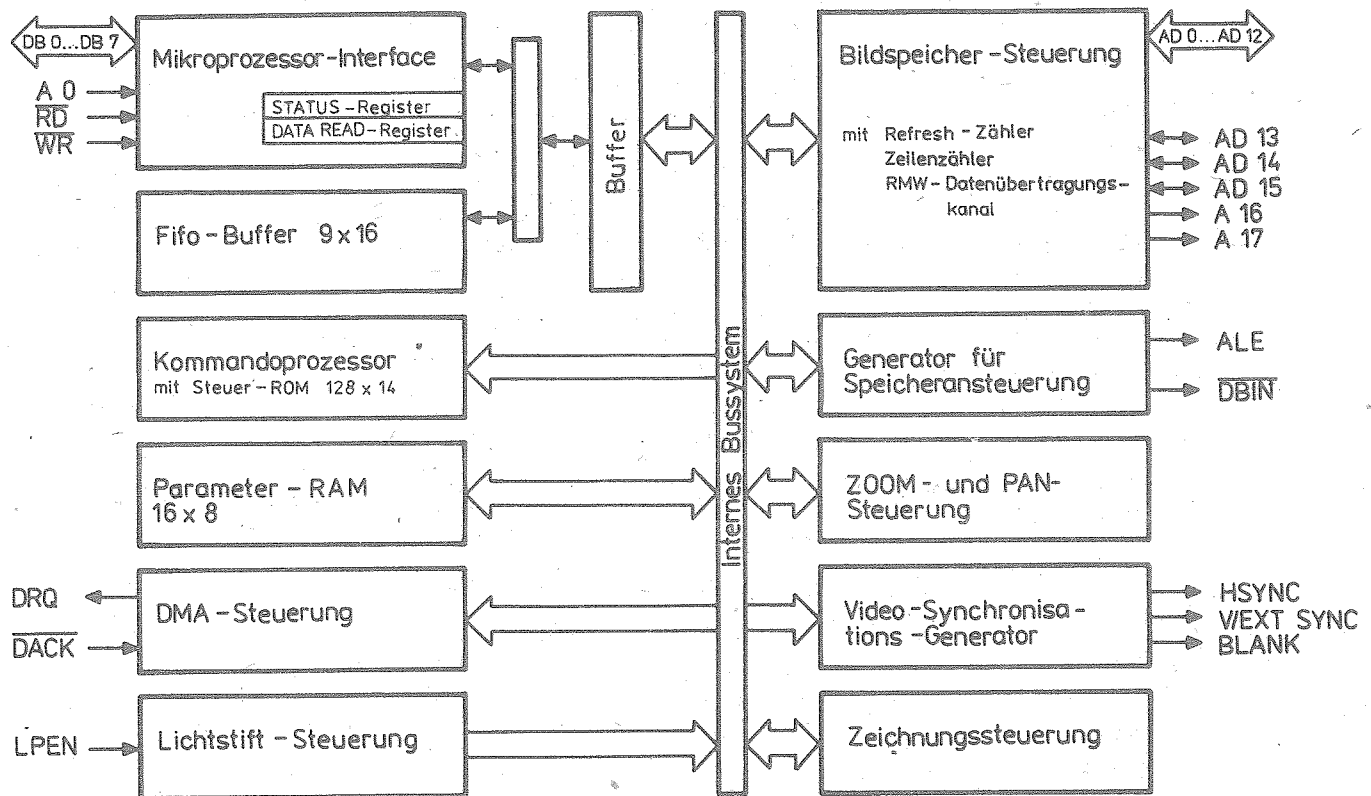 DB 0...DB 7
A 0
RD
WR
Mikroprozessor-Interface
STATUS-Register
DATA READ-Register
Fifo-Buffer 9x16
Kommandoprozessor
mit Steuer-ROM 128 x 14
Parameter-RAM
16 x 8
DRQ
DACK
DMA-Steuerung
LPEN
Lichtstift-Steuerung
Buffer
Internes Bussystem
Bildspeicher-Steuerung
mit Refresh-Zähler
Zeilenzähler
RMW-Datenübertragungs-
kanal
AD 0...AD 12
AD 13
AD 14
AD 15
A 16
A 17
Generator für
Speicheransteuerung
ALE
DBIN
ZOOM- und PAN-
Steuerung
Video-Synchronisa-
tions-Generator
HSYNC
V/EXT SYNC
BLANK
Zeichnungssteuerung